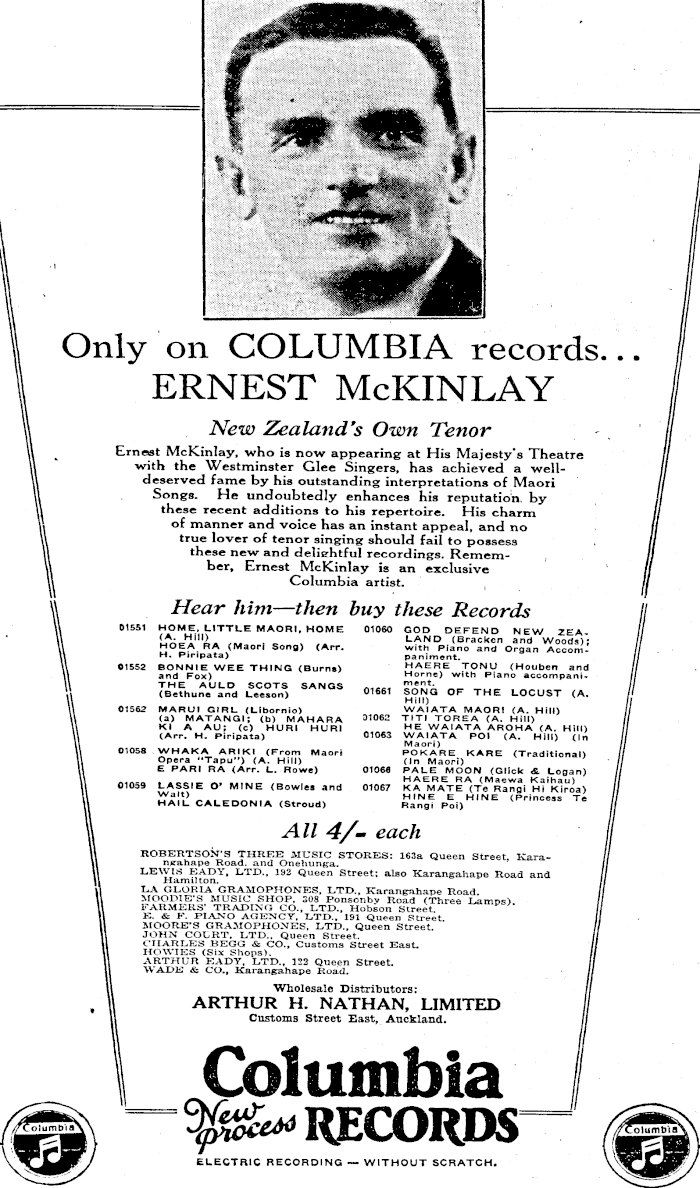 Only on COLUMBIA records...
ERNEST McKINLAY
New Zealand's Own Tenor
Ernest McKinlay, who is now appearing at His Majesty's Theatre
with the Westminster Glee Singers, has achieved a well-
deserved fame by his outstanding interpretations of Maori
Songs. He undoubtedly enhances his reputation by
these recent additions to his repertoire. His charm
of manner and voice has an instant appeal, and no
true lover of tenor singing should fail to possess
these new and delightful recordings. Remem-
ber, Ernest McKinlay is an exclusive
Columbia artist.
Hear him—then buy these Records
01551 HOME, LITTLE MAORI, HOME
(A. Hill)
HOEA RA (Maori Song) (Arr.
H. Piripata)
01552 BONNIE WEE THING (Burns)
and Fox)
THE AULD SCOTS SANGS
(Bethune and Leeson)
01562 MARUI GIRL (Libornio)
(a) MATANGI; (b) MAHARA
KI A AU; (c) HURI HURI
(Arr. H. Piripata)
01058 WHAKA ARIKI (From Maori
Opera "Tapu") (A. Hill)
E PARI RA (Arr. L. Rowe)
01059 LASSIE O' MINE (Bowles and
Walt)
HAIL CALEDONIA (Stroud)
01060 GOD DEFEND NEW ZEA-
LAND (Bracken and Woods);
with Piano and Organ Accom-
paniment.
HAERE TONU (Houben and
Horne) with Piano accompani-
ment.
01661 SONG OF THE LOCUST (A.
Hill)
WAIATA MAORI (A. Hill)
01062 TITI TOREA (A. Hill)
HE WAIATA AROHA (A. Hill)
01063 WAIATA POI (A. Hill) (In
Maori)
POKARE KARE (Traditional)
(In Maori)
01066 PALE MOON (Glick & Logan)
HAERE RA (Maewa Kaihau)
01067 KA MATE (Te Rangi Hi Kiroa)
HINE E HINE (Princess Te
Rangi Poi)
All 4/- each
ROBERTSON'S THREE MUSIC STORES: 163a Queen Street, Kara-
ngahape Road. and Onehunga.
LEWIS EADY, LTD., 192 Queen Street; also Karangahape Road and
Hamilton.
LA GLORIA GRAMOPHONES, LTD., Karangahape Road.
MOODIE'S MUSIC SHOP, 308 Ponsonby Road (Three Lamps).
FARMERS' TRADING CO., LTD., Hobson Street.
E. & F. PIANO AGENCY, LTD., 191 Queen Street.
MOORE'S GRAMOPHONES, LTD., Queen Street.
JOHN COURT, LTD., Queen Street.
CHARLES BEGG & CO., Customs Street East.
HOWIES (Six Shops).
ARTHUR EADY, LTD., 122 Queen Street.
WADE & CO., Karangahape Road.
Wholesale Distributors:
ARTHUR H. NATHAN, LIMITED
Customs Street East, Auckland.
Columbia
New process RECORDS
ELECTRIC RECORDING — WITHOUT SCRATCH.
Columbia
Columbia